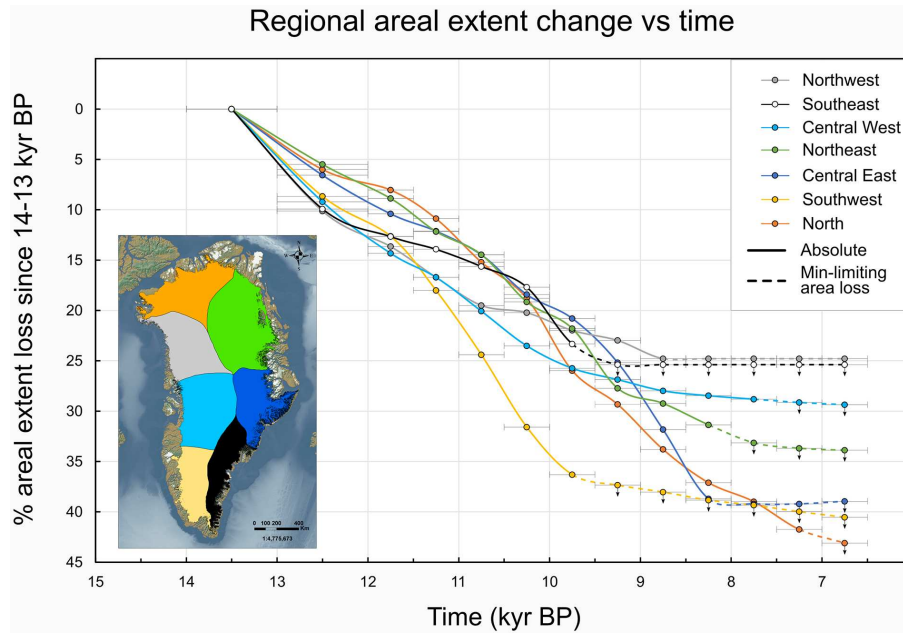 Regional areal extent change vs time
% areal extent loss since 14-13 kyr BP
0
5
10
15
20
25
30
35
40
45
15
14
13
12
11
10
9
8
7
Time (kyr BP)
Northwest
Southeast
Central West
Northeast
Central East
Southwest
North
Absolute
Min-limiting
area loss
0 100 200 400
Km
1:4,775,673